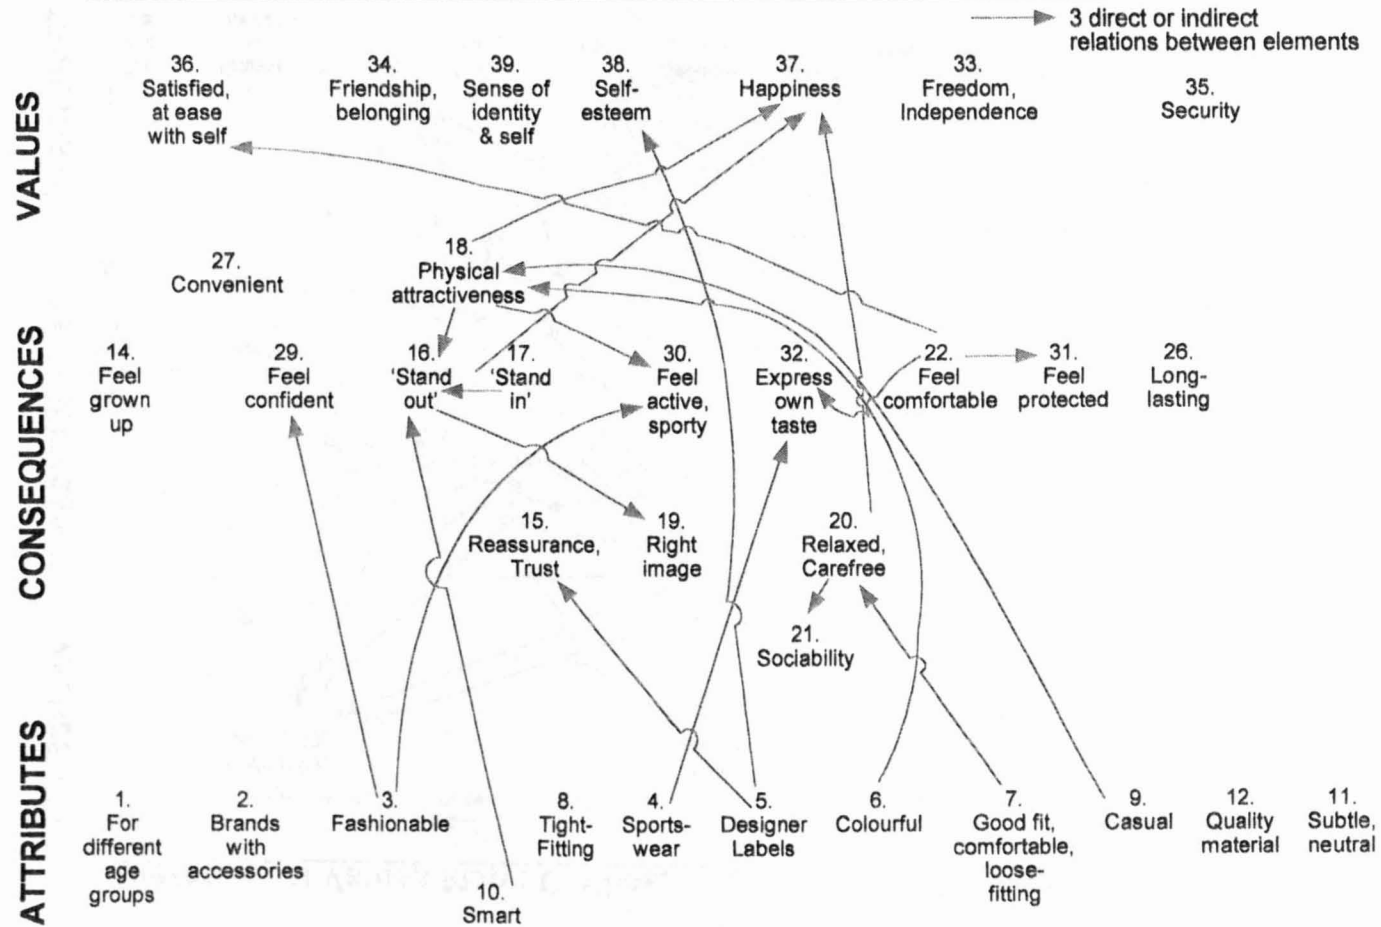 3 direct or indirect
relations between elements
VALUES
36.
Satisfied,
at ease
with self
34.
Friendship,
belonging
39.
Sense of
identity
& self
38.
Self-
esteem
37.
Happiness
33.
Freedom,
Independence
35.
Security
CONSEQUENCES
27.
Convenient
18.
Physical
attractiveness
14.
Feel
grown
up
29.
Feel
confident
16.
'Stand
out'
17.
'Stand
in'
30.
Feel
active,
sporty
32.
Express
own
taste
22.
Feel
comfortable
31.
Feel
protected
26.
Long-
lasting
15.
Reassurance,
Trust
19.
Right
image
20.
Relaxed,
Carefree
21.
Sociability
ATTRIBUTES
1.
For
different
age
groups
2.
Brands
with
accessories
3.
Fashionable
10.
Smart
8.
Tight-
Fitting
4.
Sports-
wear
5.
Designer
Labels
6.
Colourful
7.
Good fit,
comfortable,
loose-
fitting
9.
Casual
12.
Quality
material
11.
Subtle,
neutral